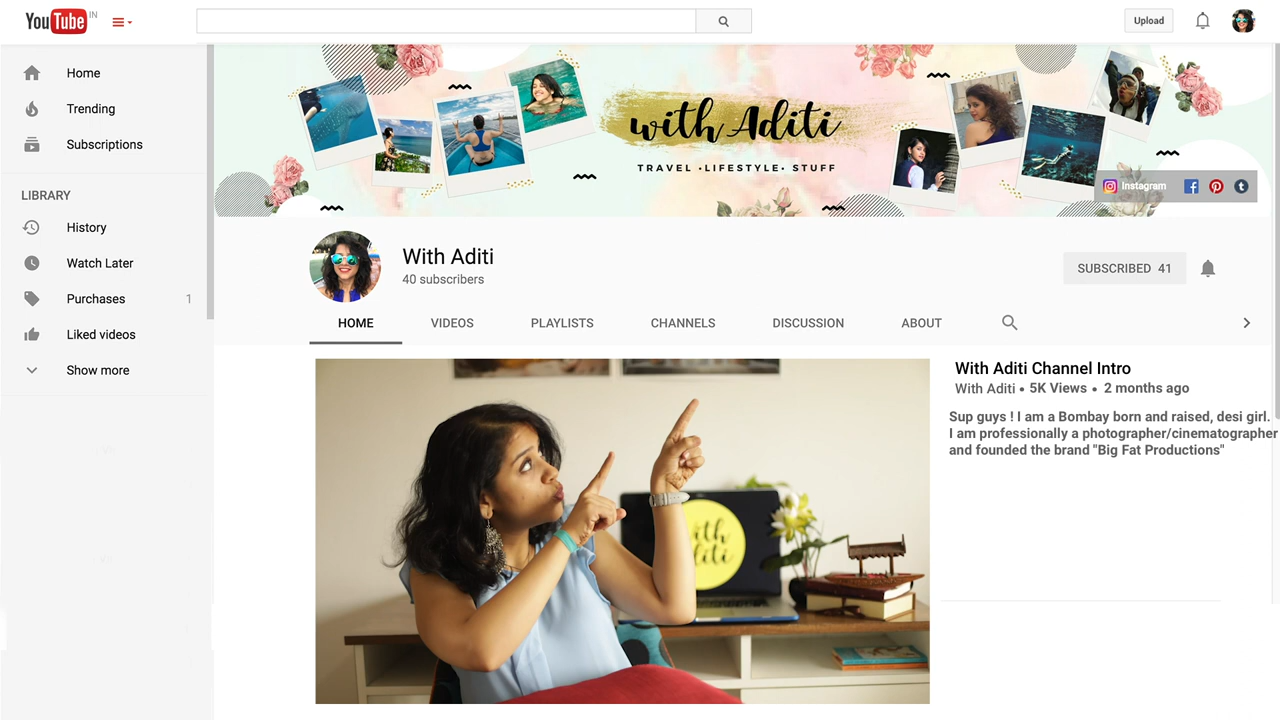 YouTube IN
Upload
Home
Trending
Subscriptions
LIBRARY
History
Watch Later
Purchases 1
Liked videos
Show more
with Aditi
TRAVEL •LIFESTYLE• STUFF
Instagram
With Aditi
40 subscribers
SUBSCRIBED 41
HOME VIDEOS PLAYLISTS CHANNELS DISCUSSION ABOUT
with
Aditi
With Aditi Channel Intro
With Aditi • 5K Views • 2 months ago
Sup guys ! I am a Bombay born and raised, desi girl.
I am professionally a photographer/cinematographer
and founded the brand "Big Fat Productions"